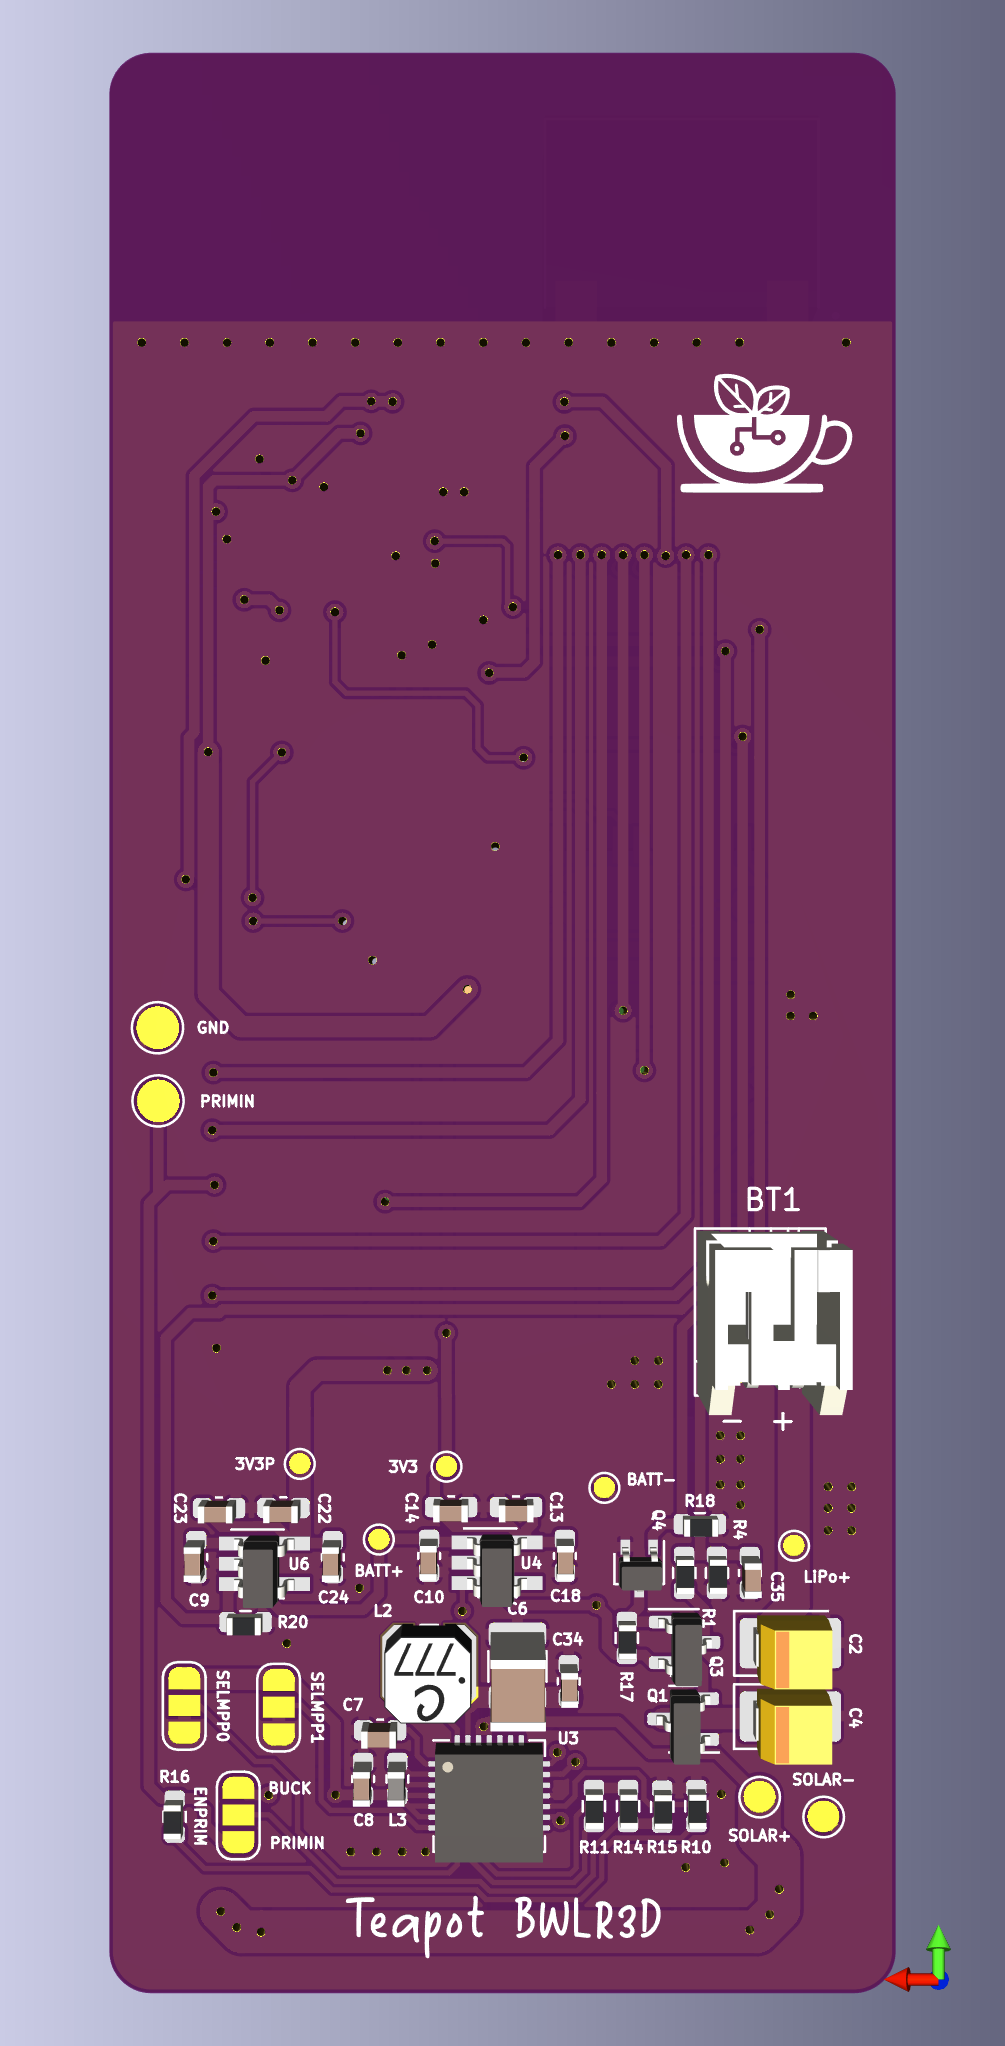 GND
PRIMIN
BT1
− +
3V3P
3V3
BATT-
C23
C22
C14
C13
R18
Q4
R4
U6
BATT+
U4
LiPo+
C9
C24
C10
C18
C35
C6
L2
R20
C34
R1
C2
Q3
R17
SELMPP0
SELMPP1
C7
Q1
C4
U3
R16
BUCK
SOLAR-
ENPRIM
C8
L3
PRIMIN
SOLAR+
R11 R14 R15 R10
Teapot BWLR3D